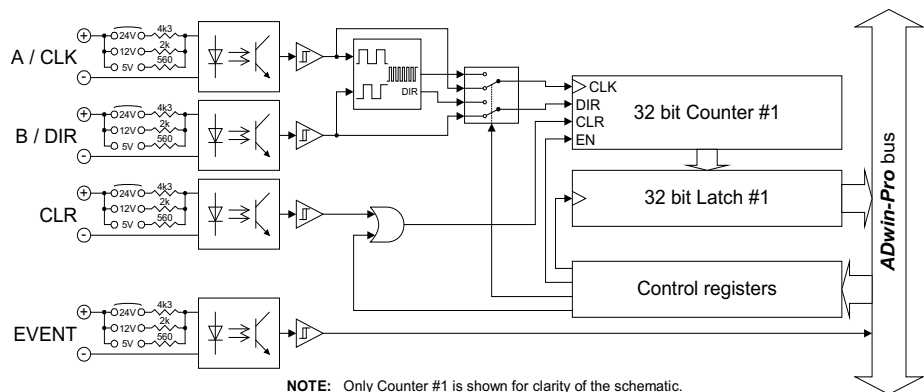 A / CLK
+
-
24V
4k3
12V
2k
5V
560
B / DIR
+
-
24V
4k3
12V
2k
5V
560
CLR
+
-
24V
4k3
12V
2k
5V
560
EVENT
+
-
24V
4k3
12V
2k
5V
560
DIR
CLK
DIR
CLR
EN
32 bit Counter #1
32 bit Latch #1
Control registers
ADwin-Pro bus
NOTE: Only Counter #1 is shown for clarity of the schematic.